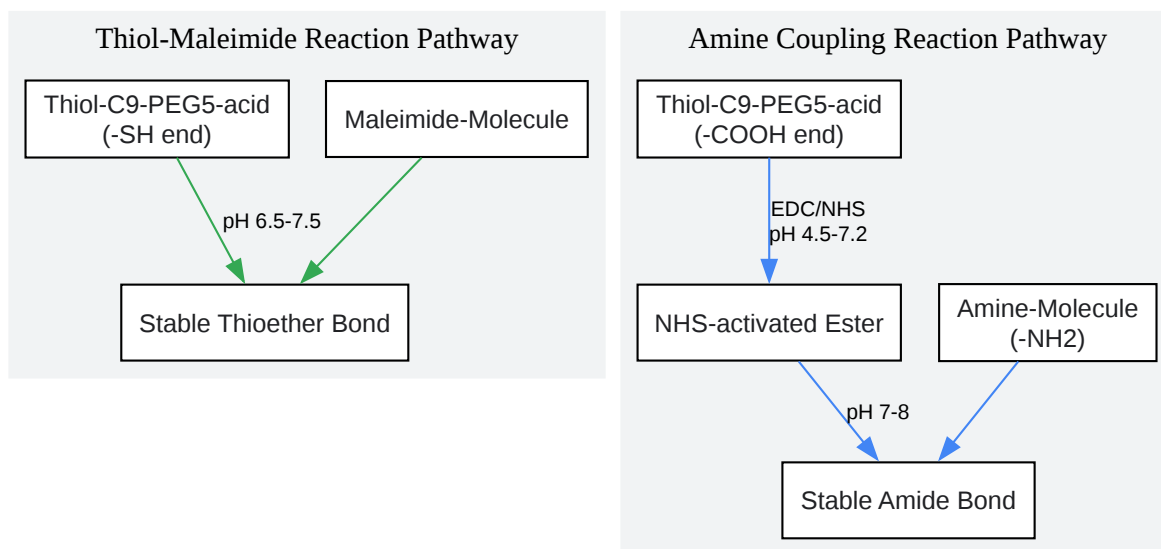 Thiol-Maleimide Reaction Pathway
Thiol-C9-PEG5-acid
(-SH end)
Maleimide-Molecule
pH 6.5-7.5
Stable Thioether Bond
Amine Coupling Reaction Pathway
Thiol-C9-PEG5-acid
(-COOH end)
EDC/NHS
pH 4.5-7.2
NHS-activated Ester
Amine-Molecule
(-NH2)
pH 7-8
Stable Amide Bond